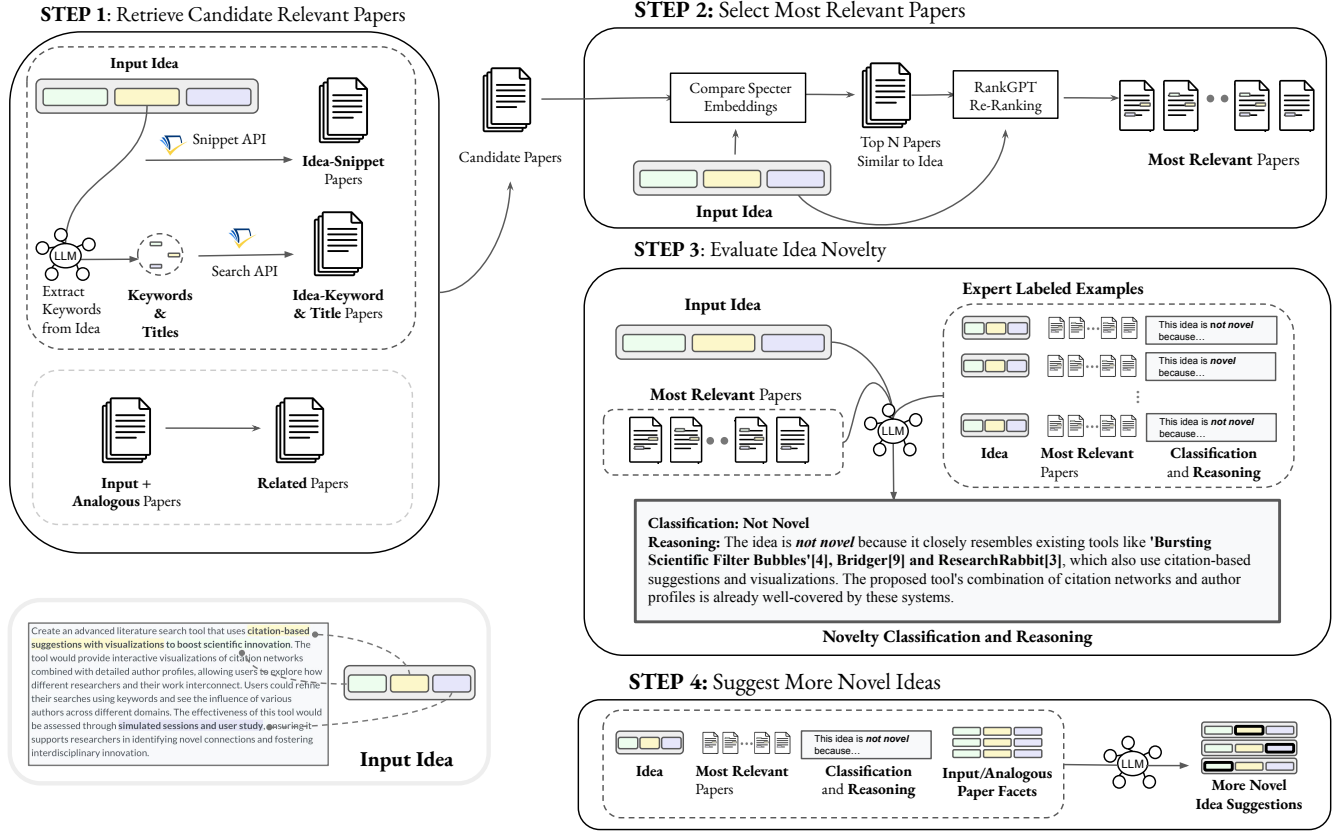 STEP 1: Retrieve Candidate Relevant Papers
Input Idea
Snippet API
Idea-Snippet
Papers
LLM
Extract
Keywords
from Idea
Keywords
&
Titles
Search API
Idea-Keyword
& Title Papers
Input +
Analogous Papers
Related Papers
Candidate Papers
STEP 2: Select Most Relevant Papers
Compare Specter
Embeddings
Input Idea
Top N Papers
Similar to Idea
RankGPT
Re-Ranking
Most Relevant Papers
STEP 3: Evaluate Idea Novelty
Input Idea
Most Relevant Papers
LLM
Expert Labeled Examples
This idea is not novel
because…
This idea is novel
because…
This idea is not novel
because…
Idea
Most Relevant
Papers
Classification
and Reasoning
Classification: Not Novel
Reasoning: The idea is not novel because it closely resembles existing tools like 'Bursting
Scientific Filter Bubbles'[4], Bridger[9] and ResearchRabbit[3], which also use citation-based
suggestions and visualizations. The proposed tool's combination of citation networks and author
profiles is already well-covered by these systems.
Novelty Classification and Reasoning
Create an advanced literature search tool that uses citation-based
suggestions with visualizations to boost scientific innovation. The
tool would provide interactive visualizations of citation networks
combined with detailed author profiles, allowing users to explore how
different researchers and their work interconnect. Users could refine
their searches using keywords and see the influence of various
authors across different domains. The effectiveness of this tool would
be assessed through simulated sessions and user study, ensuring it
supports researchers in identifying novel connections and fostering
interdisciplinary innovation.
Input Idea
STEP 4: Suggest More Novel Ideas
Idea
Most Relevant
Papers
This idea is not novel
because…
Classification
and Reasoning
Input/Analogous
Paper Facets
LLM
More Novel
Idea Suggestions